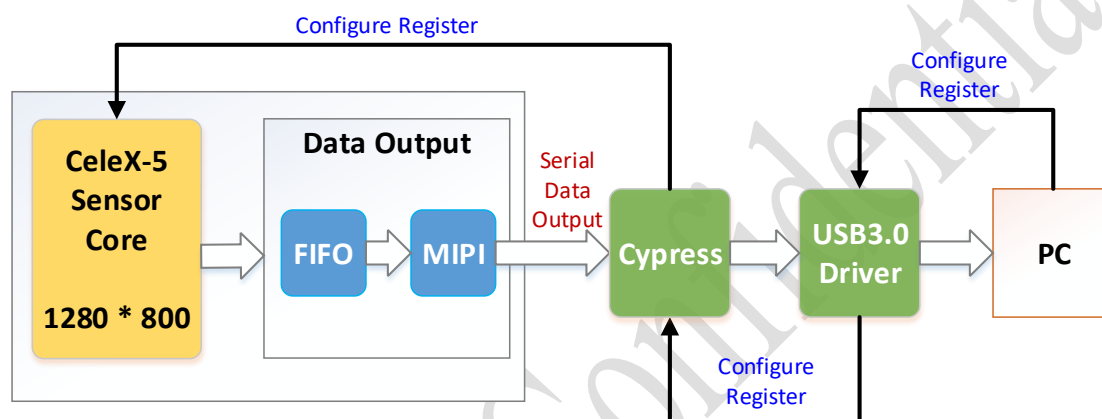 Configure Register
Configure
Register
CeleX-5
Sensor
Core
1280 * 800
Data Output
FIFO
MIPI
Serial
Data
Output
Cypress
USB3.0
Driver
PC
Configure
Register
Confidentia